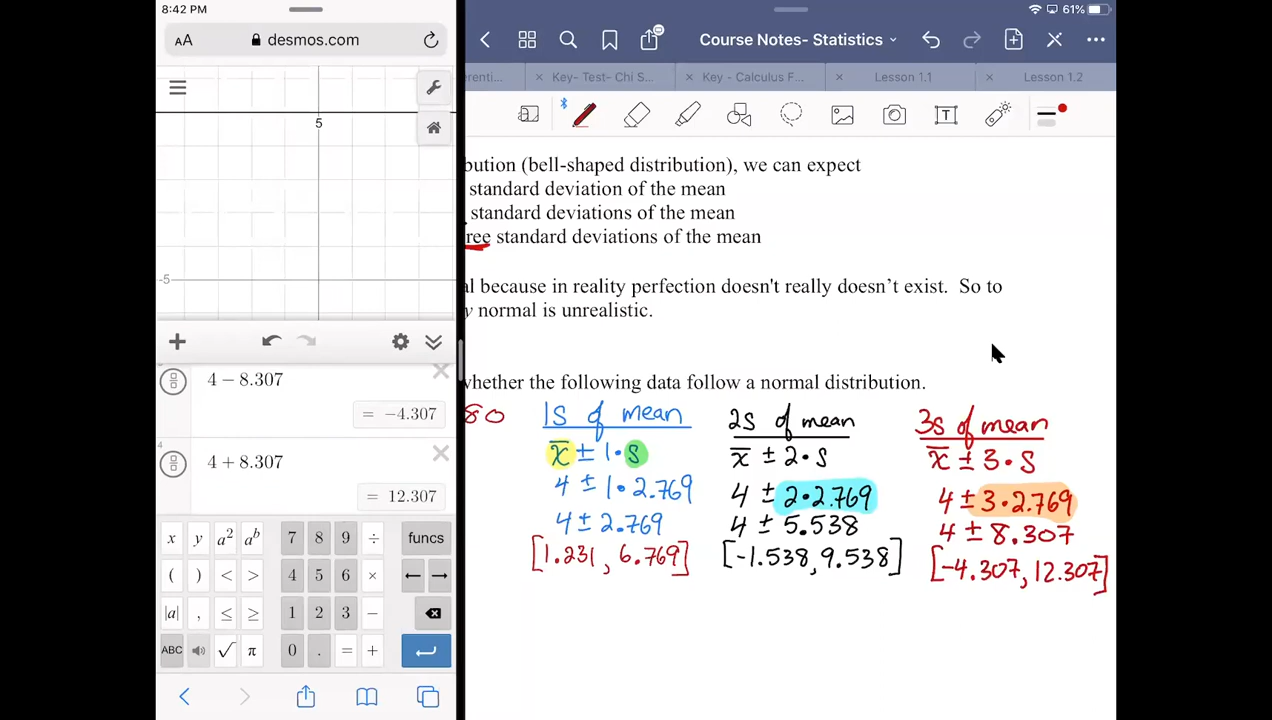 8:42 PM
61%
AA desmos.com
Course Notes- Statistics
erenti...
Key- Test- Chi S...
Key - Calculus F...
Lesson 1.1
Lesson 1.2
T
5
-5
bution (bell-shaped distribution), we can expect
standard deviation of the mean
standard deviations of the mean
ree standard deviations of the mean
al because in reality perfection doesn't really doesn’t exist. So to
y normal is unrealistic.
whether the following data follow a normal distribution.
80
1S of mean
x̄ ± 1·S
4 ± 1·2.769
4 ± 2.769
[1.231, 6.769]
2S of mean
x̄ ± 2·S
4 ± 2·2.769
4 ± 5.538
[-1.538, 9.538]
3S of mean
x̄ ± 3·S
4 ± 3·2.769
4 ± 8.307
[-4.307, 12.307]
4 − 8.307
= −4.307
4
4 + 8.307
= 12.307
x y a² aᵇ 7 8 9 ÷ funcs
( ) < > 4 5 6 × ← →
|a| , ≤ ≥ 1 2 3 −
ABC √ π 0 . = +